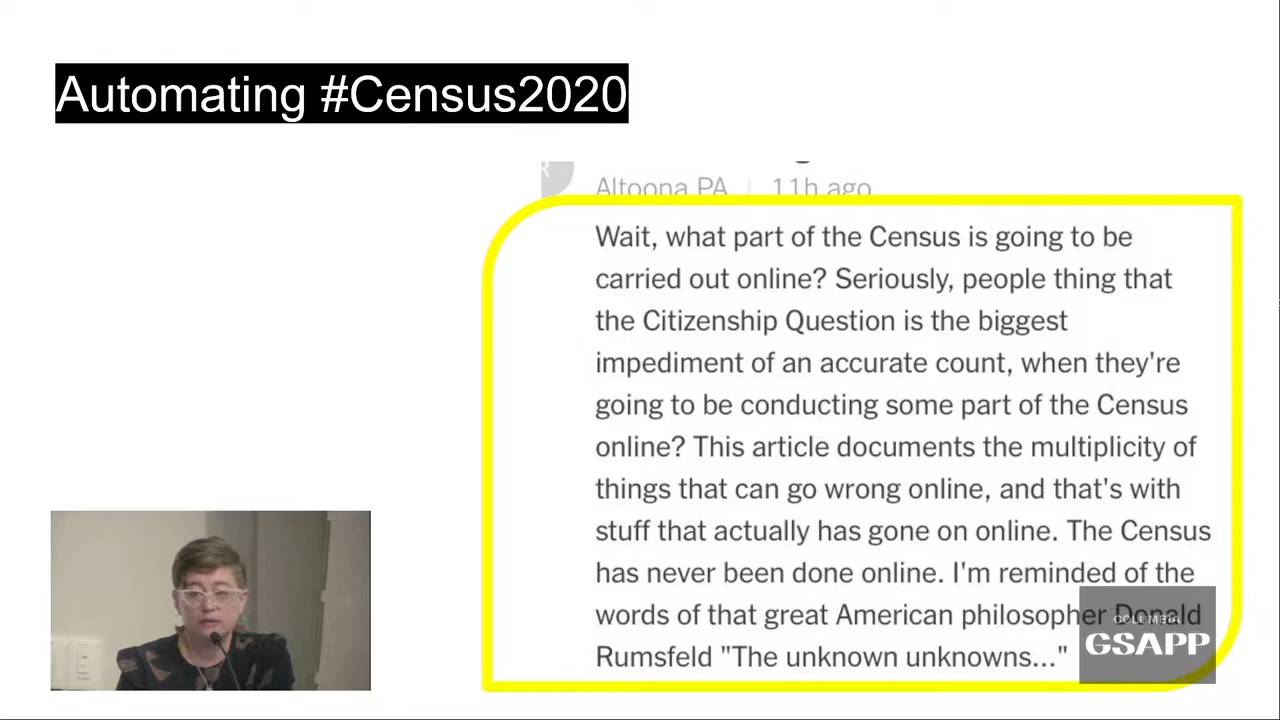 Automating #Census2020
Altoona PA | 11h ago
Wait, what part of the Census is going to be
carried out online? Seriously, people thing that
the Citizenship Question is the biggest
impediment of an accurate count, when they're
going to be conducting some part of the Census
online? This article documents the multiplicity of
things that can go wrong online, and that's with
stuff that actually has gone on online. The Census
has never been done online. I'm reminded of the
words of that great American philosopher Donald
Rumsfeld "The unknown unknowns..."
COLUMBIA
GSAPP